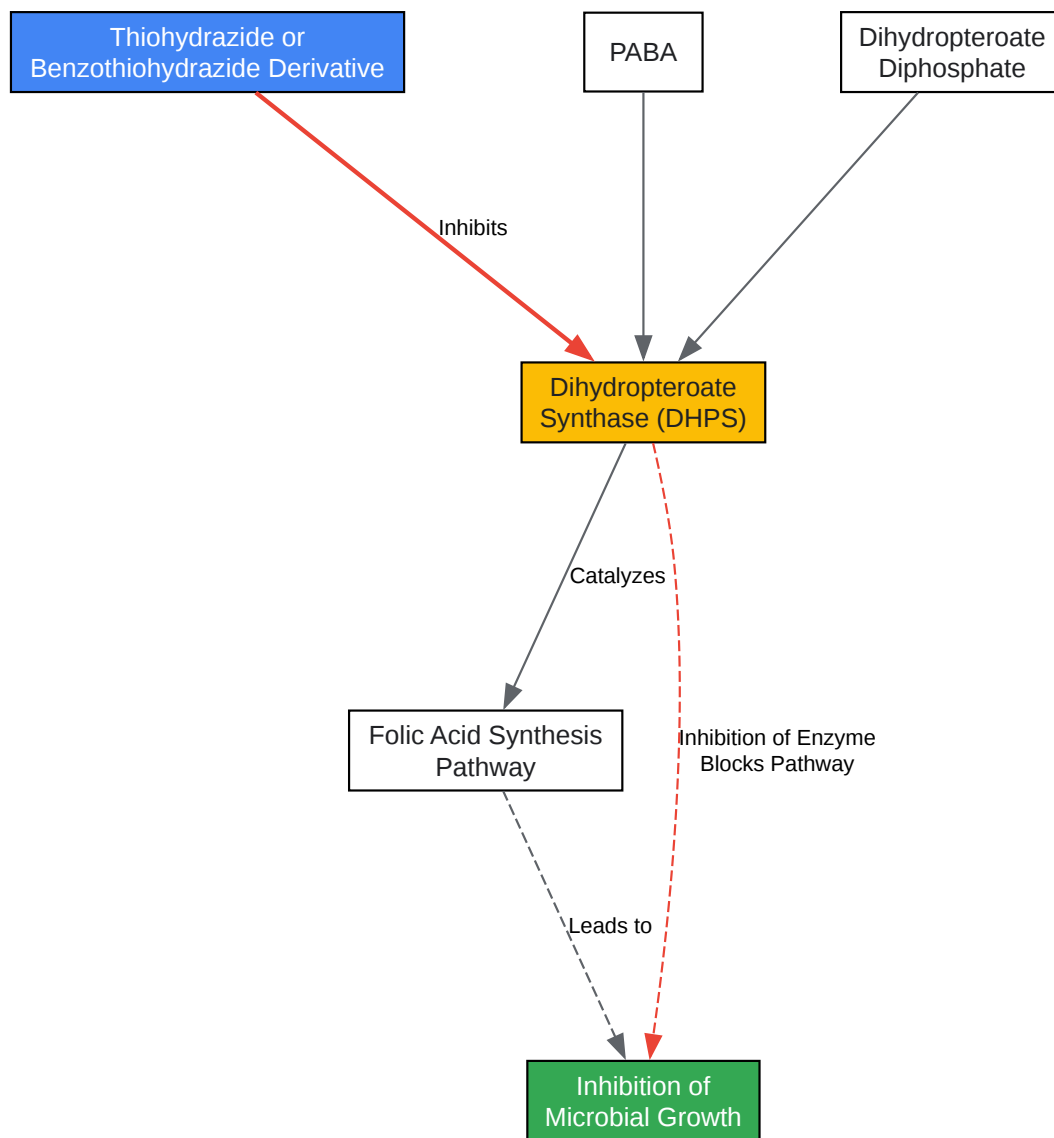 Thiohydrazide or
Benzothiohydrazide Derivative
PABA
Dihydropteroate
Diphosphate
Inhibits
Dihydropteroate
Synthase (DHPS)
Catalyzes
Folic Acid Synthesis
Pathway
Inhibition of Enzyme
Blocks Pathway
Leads to
Inhibition of
Microbial Growth